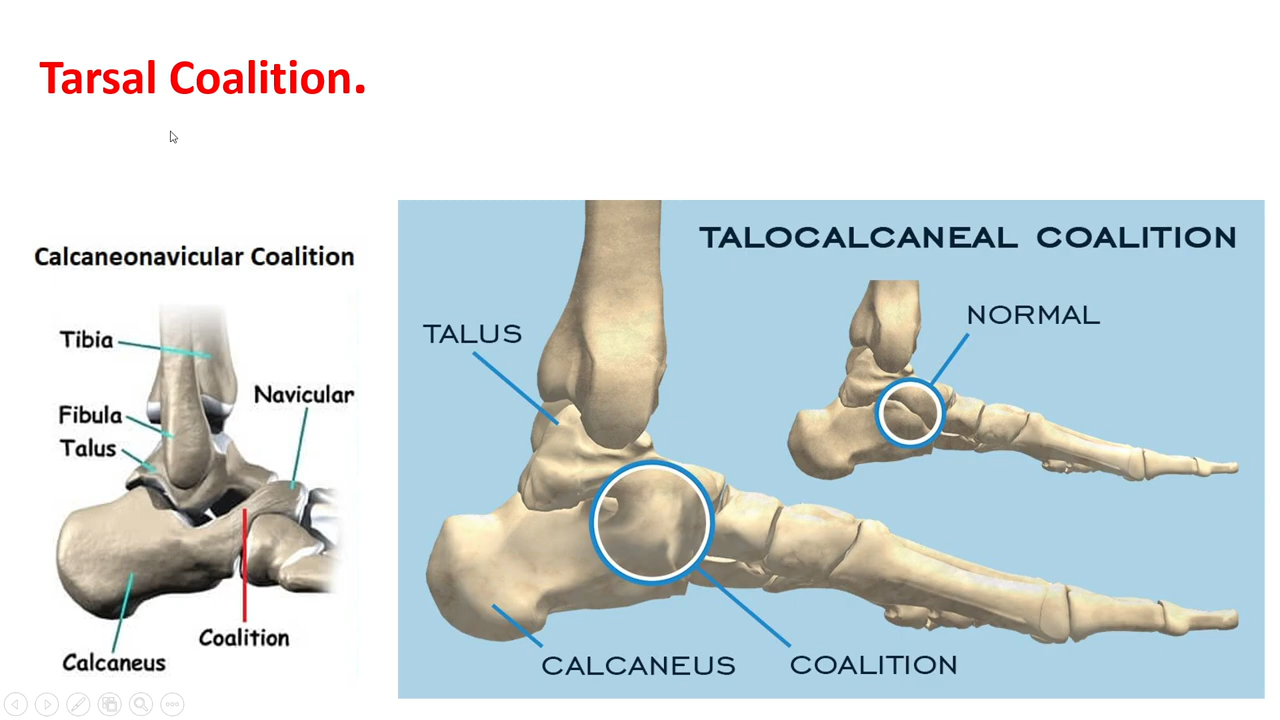 Tarsal Coalition.
Calcaneonavicular Coalition
Tibia
Fibula
Talus
Navicular
Coalition
Calcaneus
TALOCALCANEAL COALITION
TALUS
NORMAL
CALCANEUS
COALITION